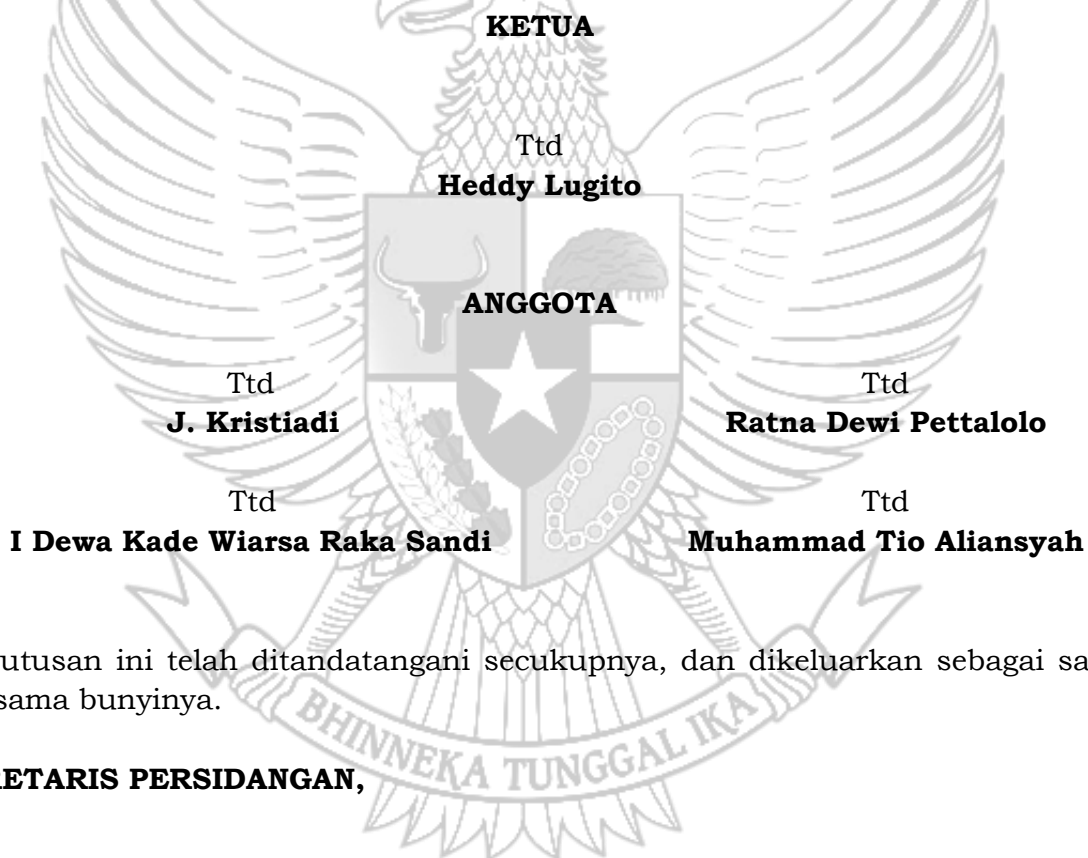 KETUA
Ttd
Heddy Lugito
ANGGOTA
Ttd Ttd
J. Kristiadi Ratna Dewi Pettalolo
Ttd Ttd
I Dewa Kade Wiarsa Raka Sandi Muhammad Tio Aliansyah
utusan ini telah ditandatangani secukupnya, dan dikeluarkan sebagai sa
sama bunyinya.
RETARIS PERSIDANGAN,
BHINNEKA TUNGGAL IKA